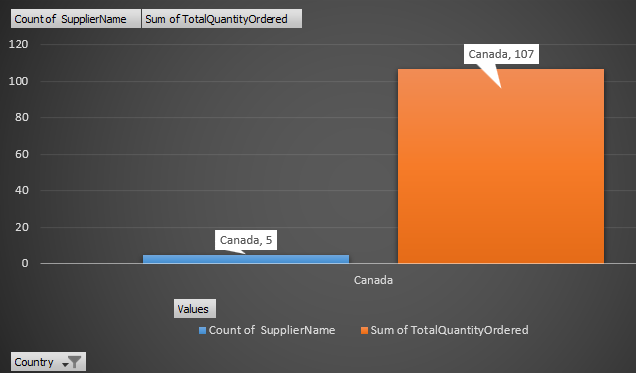 Count of SupplierName Sum of TotalQuantityOrdered
120
Canada, 107
100
80
60
40
Canada, 5
20
0
Canada
Values
Count of SupplierName Sum of TotalQuantityOrdered
Country